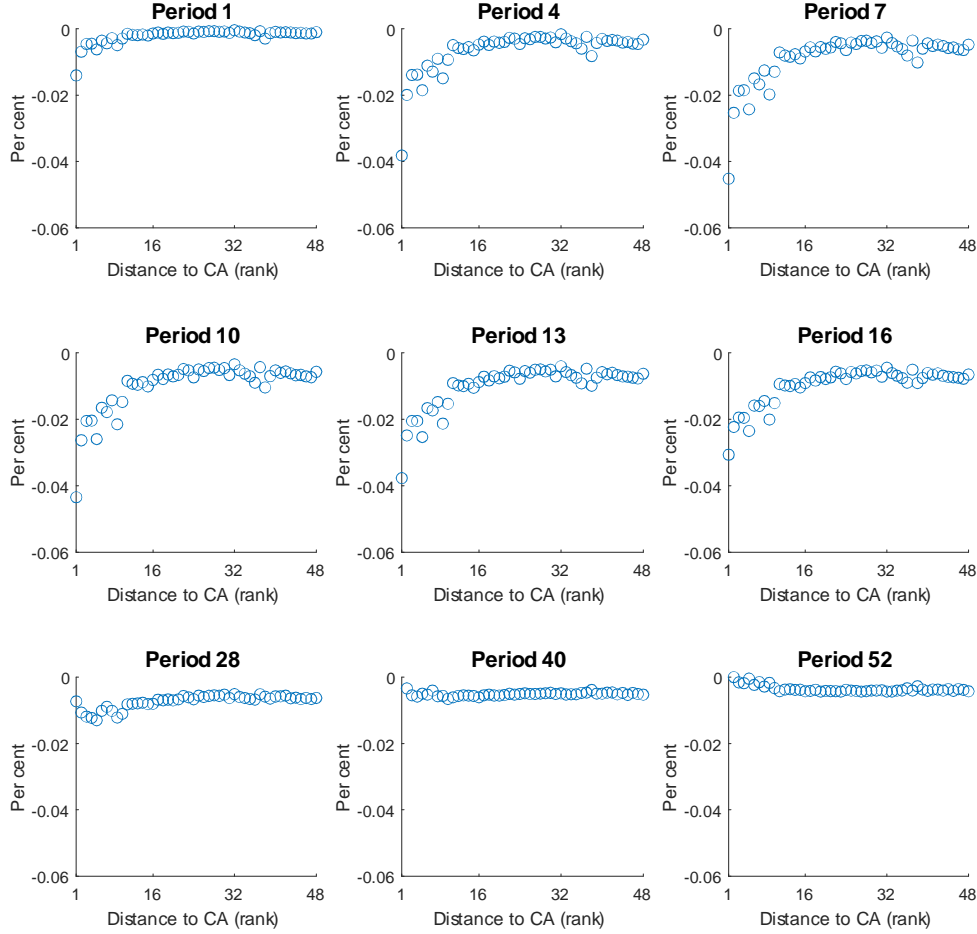 Period 1
Period 4
Period 7
0
-0.02
-0.04
-0.06
Per cent
1
16
32
48
Distance to CA (rank)
0
-0.02
-0.04
-0.06
Per cent
1
16
32
48
Distance to CA (rank)
0
-0.02
-0.04
-0.06
Per cent
1
16
32
48
Distance to CA (rank)
Period 10
Period 13
Period 16
0
-0.02
-0.04
-0.06
Per cent
1
16
32
48
Distance to CA (rank)
0
-0.02
-0.04
-0.06
Per cent
1
16
32
48
Distance to CA (rank)
0
-0.02
-0.04
-0.06
Per cent
1
16
32
48
Distance to CA (rank)
Period 28
Period 40
Period 52
0
-0.02
-0.04
-0.06
Per cent
1
16
32
48
Distance to CA (rank)
0
-0.02
-0.04
-0.06
Per cent
1
16
32
48
Distance to CA (rank)
0
-0.02
-0.04
-0.06
Per cent
1
16
32
48
Distance to CA (rank)